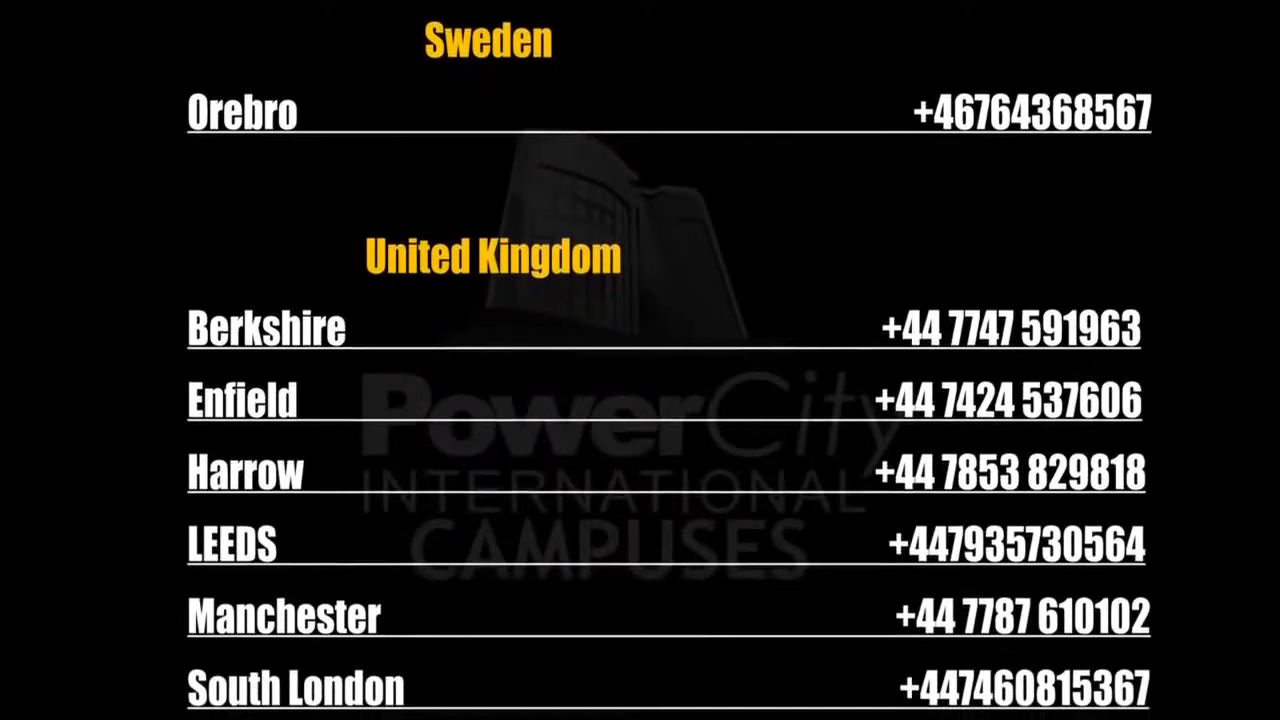 Sweden
Orebro +46764368567
United Kingdom
Berkshire +44 7747 591963
Enfield +44 7424 537606
PowerCity
Harrow +44 7853 829818
INTERNATIONAL
LEEDS +447935730564
CAMPUSES
Manchester +44 7787 610102
South London +447460815367